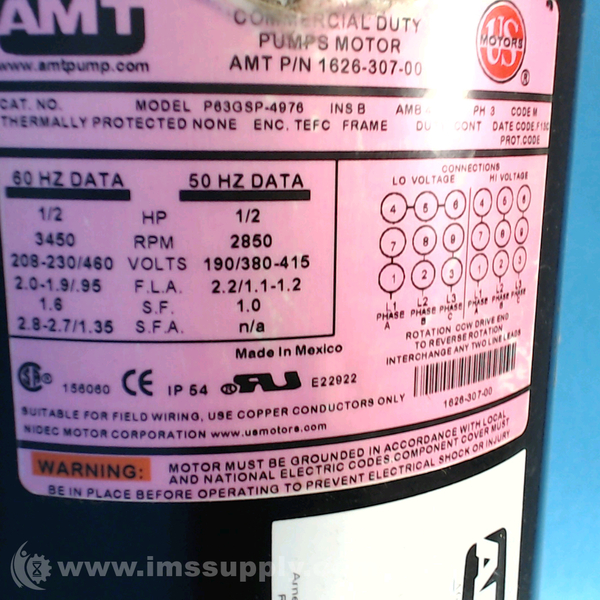 AMT
www.amtpump.com
COMMERCIAL DUTY
PUMPS MOTOR
AMT P/N 1626-307-00
US
MOTORS
CAT. NO. MODEL P63GSP-4976 INS B AMB PH 3 CODE M
THERMALLY PROTECTED NONE ENC. TEFC FRAME DUTY CONT DATE CODE F13C
PROT. CODE
60 HZ DATA 50 HZ DATA
1/2 HP 1/2
3450 RPM 2850
208-230/460 VOLTS 190/380-415
2.0-1.9/.95 F.L.A. 2.2/1.1-1.2
1.6 S.F. 1.0
2.8-2.7/1.35 S.F.A. n/a
CONNECTIONS
LO VOLTAGE HI VOLTAGE
4 5 6 4 5 6
7 8 9 7 8 9
1 2 3 1 2 3
L1 L2 L3 L1 L2 L3
PHASE PHASE PHASE PHASE PHASE PHASE
A B C A B C
ROTATION CCW DRIVE END
TO REVERSE ROTATION
INTERCHANGE ANY TWO LINE LEADS
Made In Mexico
156060 CE IP 54 E22922
1626-307-00
SUITABLE FOR FIELD WIRING, USE COPPER CONDUCTORS ONLY
NIDEC MOTOR CORPORATION www.usmotors.com
WARNING: MOTOR MUST BE GROUNDED IN ACCORDANCE WITH LOCAL
AND NATIONAL ELECTRIC CODES COMPONENT COVER MUST
BE IN PLACE BEFORE OPERATING TO PREVENT ELECTRICAL SHOCK OR INJURY
AMT
www.imssupply.c